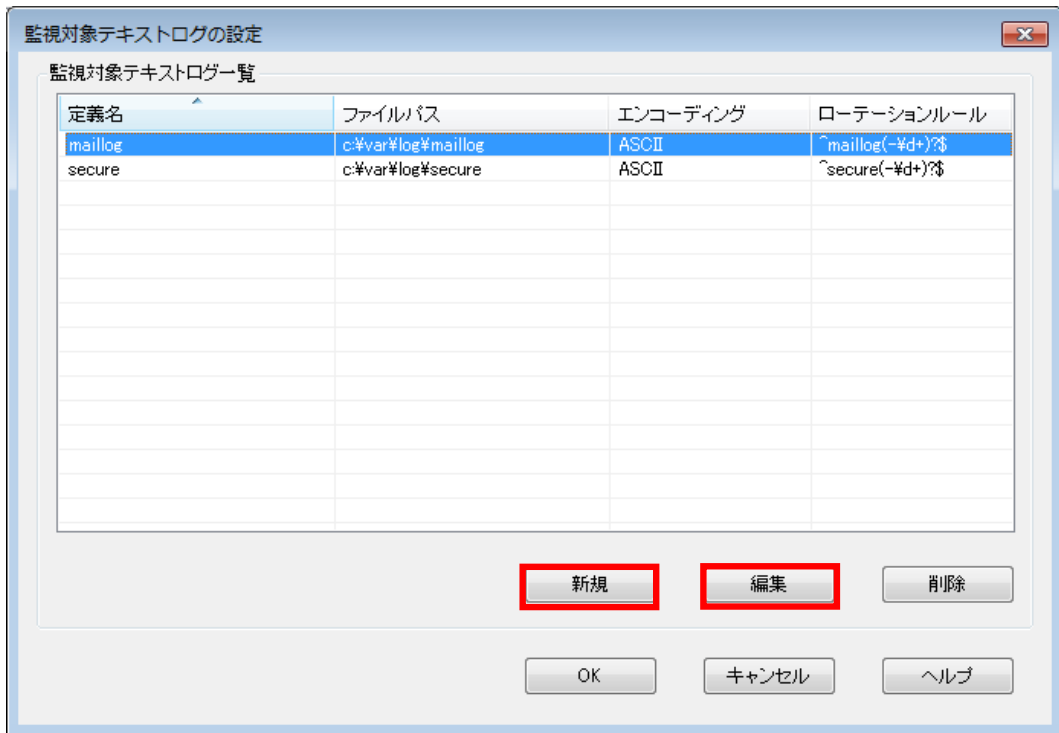 監視対象テキストログの設定
監視対象テキストログ一覧
定義名 ファイルパス エンコーディング ローテーションルール
maillog c:¥var¥log¥maillog ASCII ^maillog(-¥d+)?$
secure c:¥var¥log¥secure ASCII ^secure(-¥d+)?$
新規 編集 削除
OK キャンセル ヘルプ